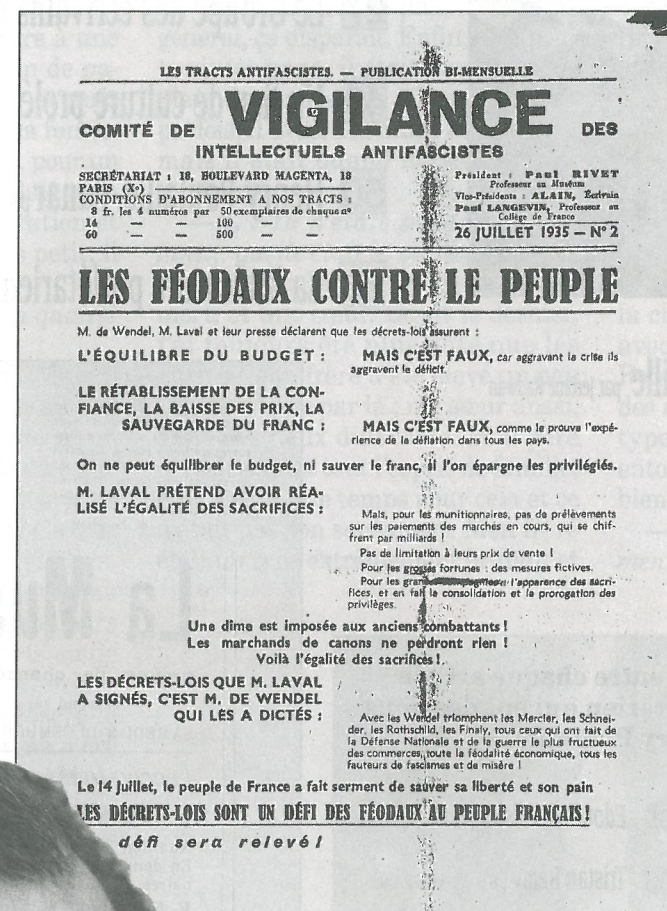 LES TRACTS ANTIFASCISTES. — PUBLICATION BI-MENSUELLE
COMITÉ DE VIGILANCE DES
INTELLECTUELS ANTIFASCISTES
SECRÉTARIAT : 18, BOULEVARD MAGENTA, 18
PARIS (Xᵉ)
CONDITIONS D'ABONNEMENT A NOS TRACTS :
8 fr. les 4 numéros par 50 exemplaires de chaque nº
16 — — 100 —
60 — — 500 —
Président : Paul RIVET
Professeur au Muséum
Vice-Présidents : ALAIN, Écrivain
Paul LANGEVIN, Professeur au
Collège de France
26 JUILLET 1935 – Nº 2
LES FÉODAUX CONTRE LE PEUPLE
M. de Wendel, M. Laval et leur presse déclarent que les décrets-lois assurent :
L'ÉQUILIBRE DU BUDGET :
MAIS C'EST FAUX, car aggravant la crise ils
aggravent le déficit.
LE RÉTABLISSEMENT DE LA CON-
FIANCE, LA BAISSE DES PRIX, LA
SAUVEGARDE DU FRANC :
MAIS C'EST FAUX, comme le prouve l'expé-
rience de la déflation dans tous les pays.
On ne peut équilibrer le budget, ni sauver le franc, si l'on épargne les privilégiés.
M. LAVAL PRÉTEND AVOIR RÉA-
LISÉ L'ÉGALITÉ DES SACRIFICES :
Mais, pour les munitionnaires, pas de prélèvements
sur les paiements des marchés en cours, qui se chif-
frent par milliards !
Pas de limitation à leurs prix de vente !
Pour les grosses fortunes : des mesures fictives.
Pour les grandes compagnies l'apparence des sacri-
fices, et en fait la consolidation et la prorogation des
privilèges.
Une dîme est imposée aux anciens combattants !
Les marchands de canons ne perdront rien !
Voilà l'égalité des sacrifices !
LES DÉCRETS-LOIS QUE M. LAVAL
A SIGNÉS, C'EST M. DE WENDEL
QUI LES A DICTÉS :
Avec les Wendel triomphent les Mercier, les Schnei-
der, les Rothschild, les Finaly, tous ceux qui ont fait de
la Défense Nationale et de la guerre le plus fructueux
des commerces, toute la féodalité économique, tous les
fauteurs de fascismes et de misère !
Le 14 Juillet, le peuple de France a fait serment de sauver sa liberté et son pain
LES DÉCRETS-LOIS SONT UN DÉFI DES FÉODAUX AU PEUPLE FRANÇAIS !
défi sera relevé !